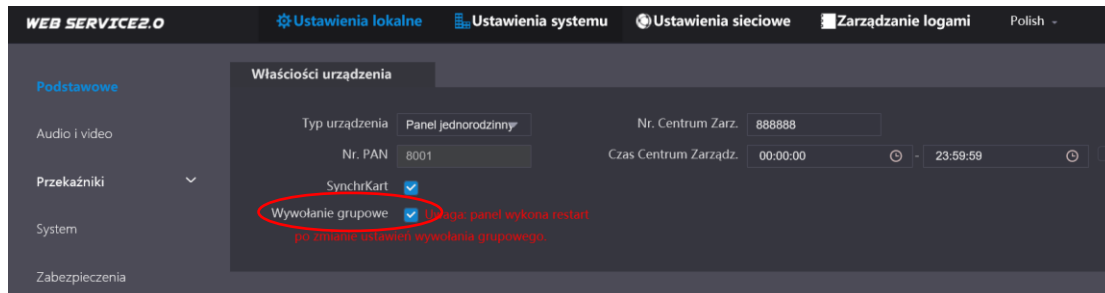 WEB SERVICE2.0
Ustawienia lokalne
Ustawienia systemu
Ustawienia sieciowe
Zarządzanie logami
Polish
Podstawowe
Audio i video
Przekaźniki
System
Zabezpieczenia
Właściości urządzenia
Typ urządzenia Panel jednorodzinny
Nr. Centrum Zarz. 888888
Nr. PAN 8001
Czas Centrum Zarządz. 00:00:00 - 23:59:59
SynchrKart
Wywołanie grupowe Uwaga: panel wykona restart
po zmianie ustawień wywołania grupowego.